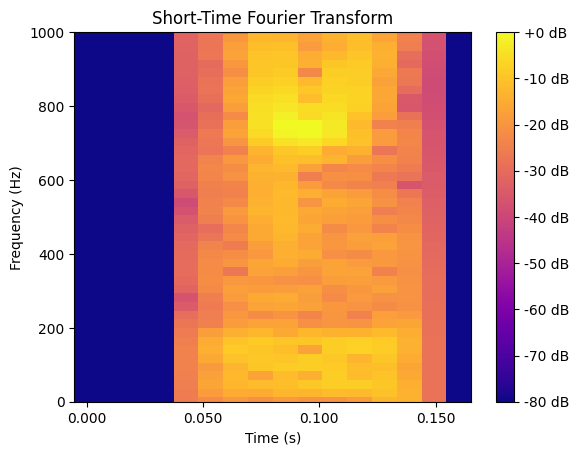 Short-Time Fourier Transform
1000
800
600
400
200
0
Frequency (Hz)
0.000
0.050
0.100
0.150
Time (s)
+0 dB
-10 dB
-20 dB
-30 dB
-40 dB
-50 dB
-60 dB
-70 dB
-80 dB